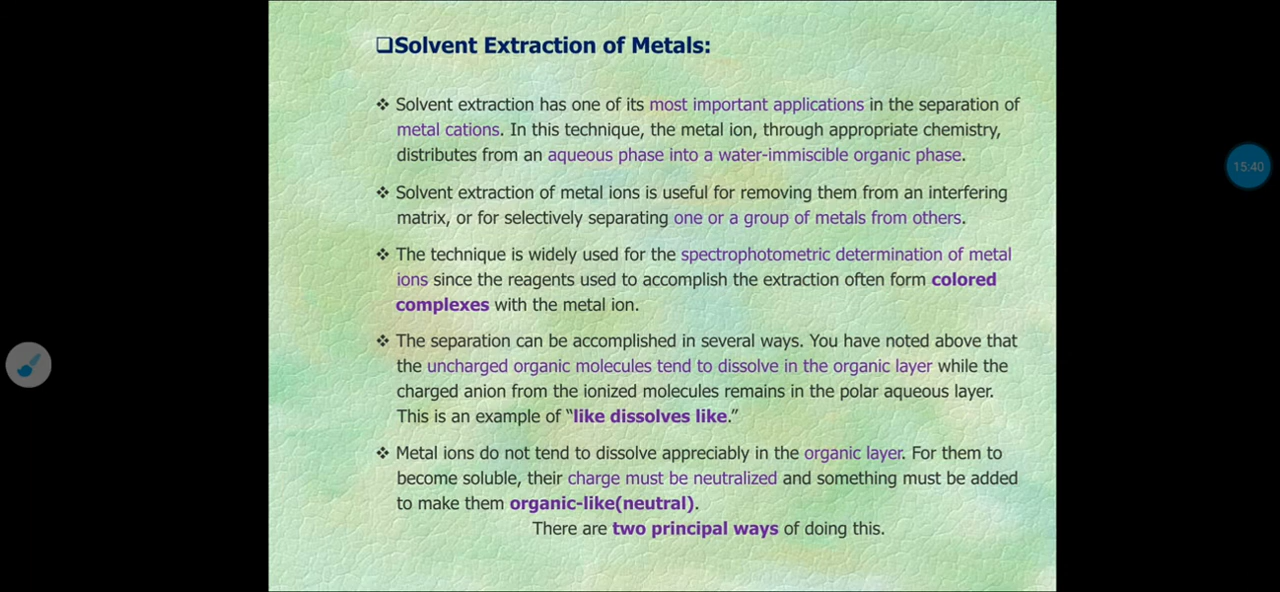 ❑Solvent Extraction of Metals:
❖ Solvent extraction has one of its most important applications in the separation of
metal cations. In this technique, the metal ion, through appropriate chemistry,
distributes from an aqueous phase into a water-immiscible organic phase.
❖ Solvent extraction of metal ions is useful for removing them from an interfering
matrix, or for selectively separating one or a group of metals from others.
❖ The technique is widely used for the spectrophotometric determination of metal
ions since the reagents used to accomplish the extraction often form colored
complexes with the metal ion.
❖ The separation can be accomplished in several ways. You have noted above that
the uncharged organic molecules tend to dissolve in the organic layer while the
charged anion from the ionized molecules remains in the polar aqueous layer.
This is an example of “like dissolves like.”
❖ Metal ions do not tend to dissolve appreciably in the organic layer. For them to
become soluble, their charge must be neutralized and something must be added
to make them organic-like(neutral).
There are two principal ways of doing this.
15:40